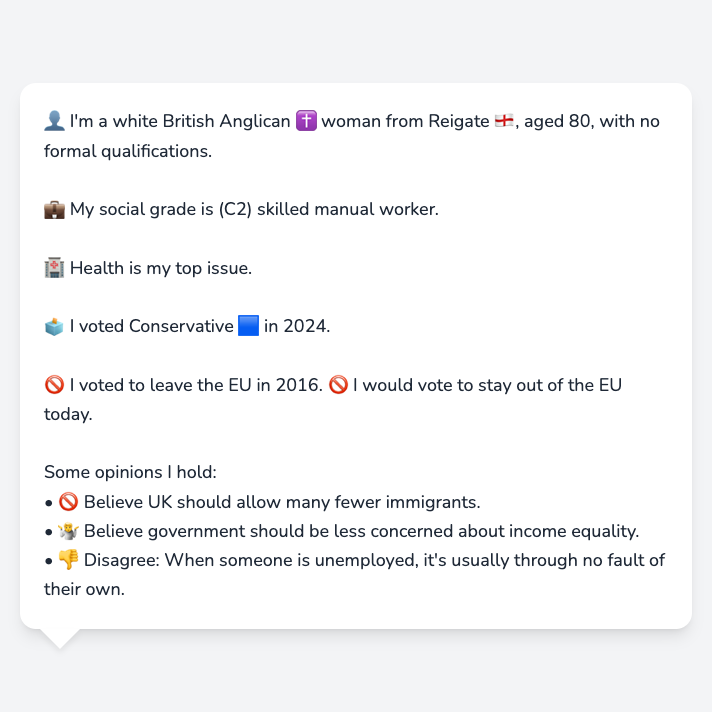 👤 I'm a white British Anglican ✝️ woman from Reigate 🏴󠁧󠁢󠁥󠁮󠁧󠁿, aged 80, with no
formal qualifications.
💼 My social grade is (C2) skilled manual worker.
🏥 Health is my top issue.
🗳️ I voted Conservative 🟦 in 2024.
🚫 I voted to leave the EU in 2016. 🚫 I would vote to stay out of the EU
today.
Some opinions I hold:
• 🚫 Believe UK should allow many fewer immigrants.
• 🤷 Believe government should be less concerned about income equality.
• 👎 Disagree: When someone is unemployed, it's usually through no fault of
their own.